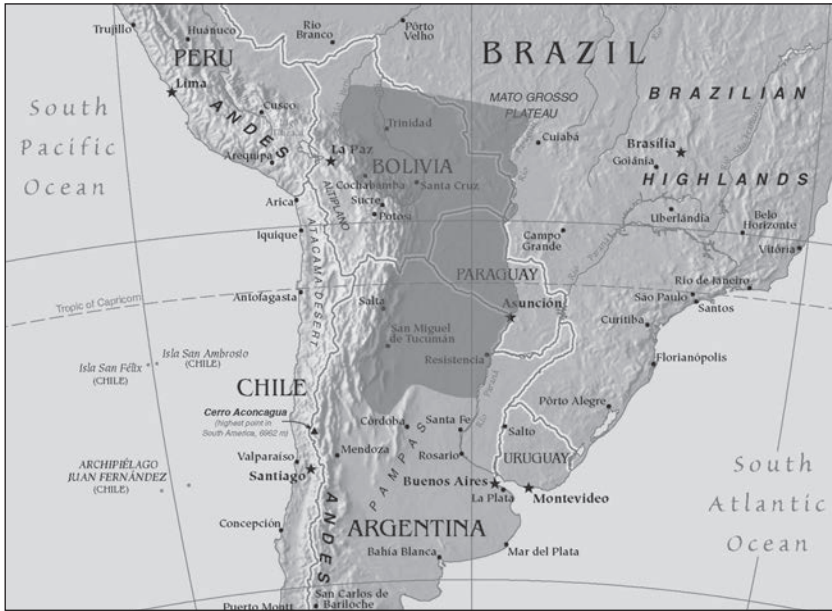 Trujillo
Huánuco
PERU
Lima
Rio
Branco
Pôrto
Velho
BRAZIL
Cusco
ANDES
Arequipa
La Paz
Trinidad
BOLIVIA
Cochabamba
Santa Cruz
Sucre
Potosí
ALTIPLANO
MATO GROSSO
PLATEAU
Cuiabá
BRAZILIAN
HIGHLANDS
Brasília
Goiânia
Uberlândia
Belo
Horizonte
Vitória
Campo
Grande
Rio de Janeiro
São Paulo
Santos
Curitiba
Florianópolis
Pôrto Alegre
South
Pacific
Ocean
Arica
Iquique
ATACAMA DESERT
Tropic of Capricorn
Antofagasta
PARAGUAY
Asunción
Rio Paraná
Salta
San Miguel
de Tucumán
Resistencia
Isla San Félix
(CHILE)
Isla San Ambrosio
(CHILE)
CHILE
Cerro Aconcagua
(highest point in
South America, 6962 m)
Valparaíso
Santiago
ARCHIPIÉLAGO
JUAN FERNÁNDEZ
(CHILE)
Concepción
Puerto Montt
Córdoba
Santa Fe
Mendoza
Rosario
Río Paraná
Salto
URUGUAY
PAMPAS
Buenos Aires
La Plata
Montevideo
ANDES
ARGENTINA
Bahía Blanca
Mar del Plata
San Carlos de
Bariloche
South
Atlantic
Ocean